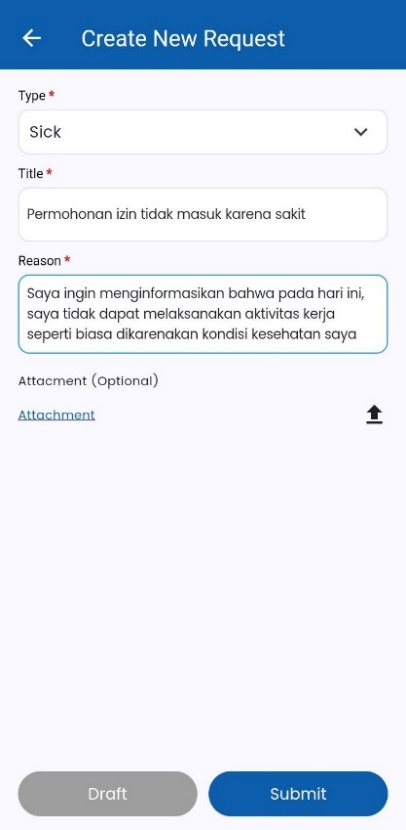 Create New Request
Type *
Sick
Title *
Permohonan izin tidak masuk karena sakit
Reason *
Saya ingin menginformasikan bahwa pada hari ini,
saya tidak dapat melaksanakan aktivitas kerja
seperti biasa dikarenakan kondisi kesehatan saya
Attacment (Optional)
Attachment
Draft
Submit